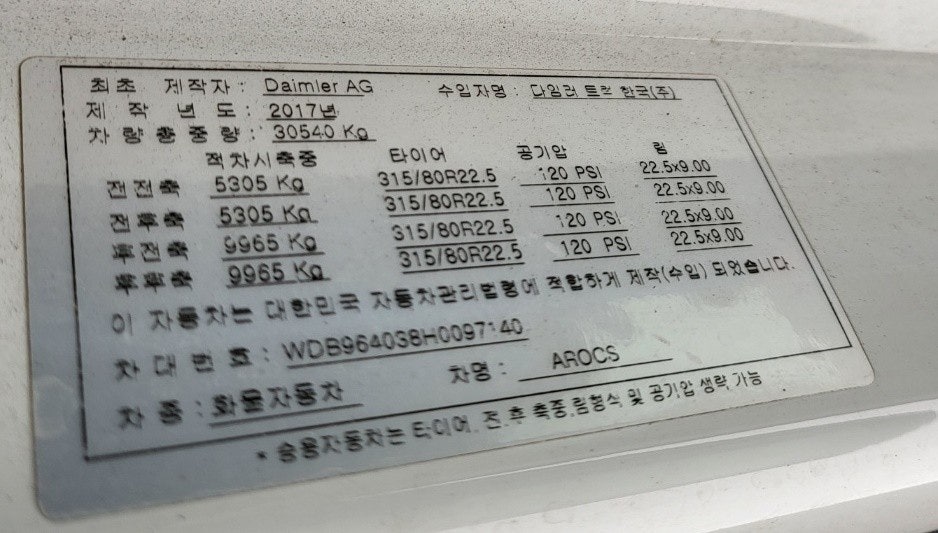 최초 제작자 : Daimler AG 수입자명 : 다임러 트럭 한국(주)
제 작 년 도 : 2017년
차 량 총 중 량 : 30540 Kg
적차시축중 타이어 공기압 림
전전축 5305 Kg 315/80R22.5 120 PSI 22.5x9.00
전후축 5305 Kg 315/80R22.5 120 PSI 22.5x9.00
후전축 9965 Kg 315/80R22.5 120 PSI 22.5x9.00
후후축 9965 Kg 315/80R22.5 120 PSI 22.5x9.00
이 자동차는 대한민국 자동차관리법령에 적합하게 제작(수입) 되었습니다.
차 대 번 호 : WDB964038H0097140 
차 종 : 화물자동차 차명 : AROCS
* 승용자동차는 타이어, 전.후 축중,림형식 및 공기압 생략 가능